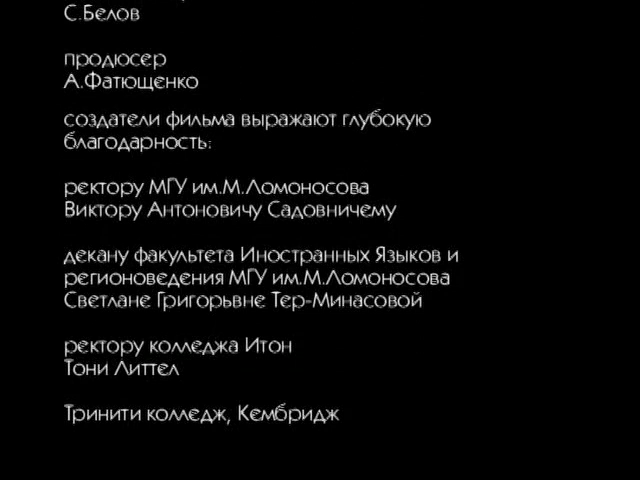 С.Белов
продюсер
А.Фатющенко
создатели фильма выражают глубокую
благодарность:
ректору МГУ им.М.Ломоносова
Виктору Антоновичу Садовничему
декану факультета Иностранных Языков и
регионоведения МГУ им.М.Ломоносова
Светлане Григорьвне Тер-Минасовой
ректору колледжа Итон
Тони Литтел
Тринити колледж, Кембридж